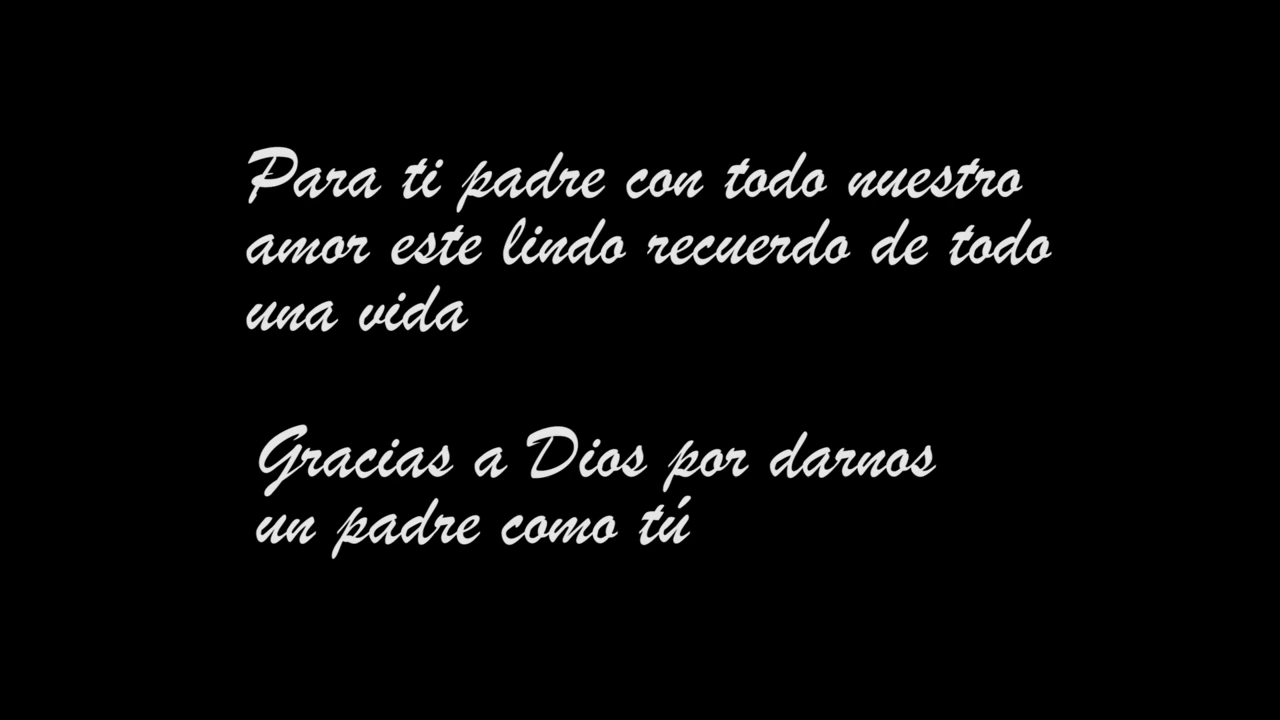 Para ti padre con todo nuestro
amor este lindo recuerdo de todo
una vida
Gracias a Dios por darnos
un padre como tú